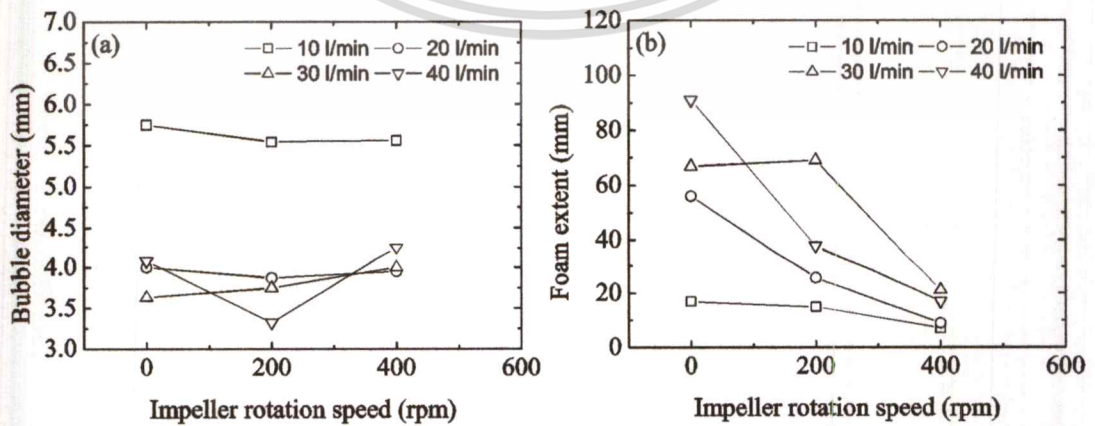 (a)
10 l/min 20 l/min
30 l/min 40 l/min
7.0
6.5
6.0
5.5
5.0
4.5
4.0
3.5
3.0
Bubble diameter (mm)
0 200 400 600
Impeller rotation speed (rpm)
(b)
10 l/min 20 l/min
30 l/min 40 l/min
120
100
80
60
40
20
0
Foam extent (mm)
0 200 400 600
Impeller rotation speed (rpm)